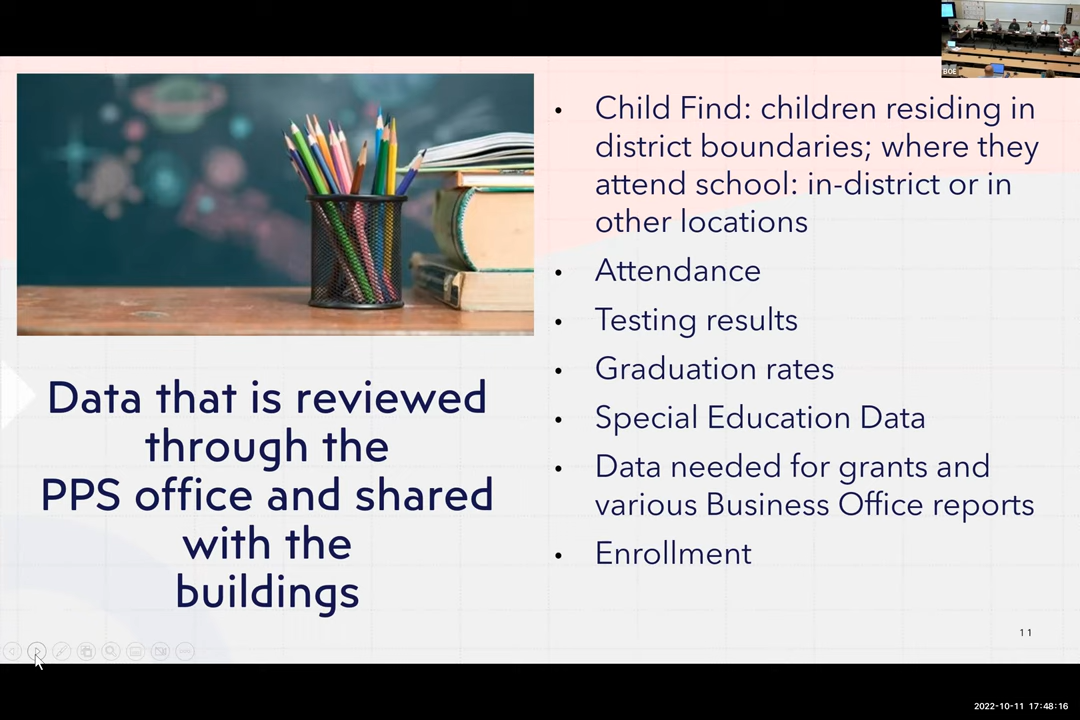 BOE
Data that is reviewed
through the
PPS office and shared
with the
buildings
• Child Find: children residing in
district boundaries; where they
attend school: in-district or in
other locations
• Attendance
• Testing results
• Graduation rates
• Special Education Data
• Data needed for grants and
various Business Office reports
• Enrollment
11
2022-10-11 17:48:16